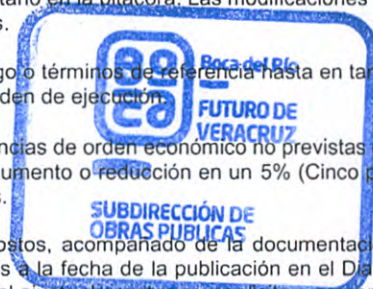 tario en la bitácora. Las modificaciones
s.
go o términos de referencia hasta en tan
den de ejecución.
ncias de orden económico no previstas
umento o reducción en un 5% (Cinco p
s.
ostos, acompañado de la documentaci
s a la fecha de la publicación en el Dia
Boca del Río
FUTURO DE
VERACRUZ
SUBDIRECCIÓN DE
OBRAS PUBLICAS